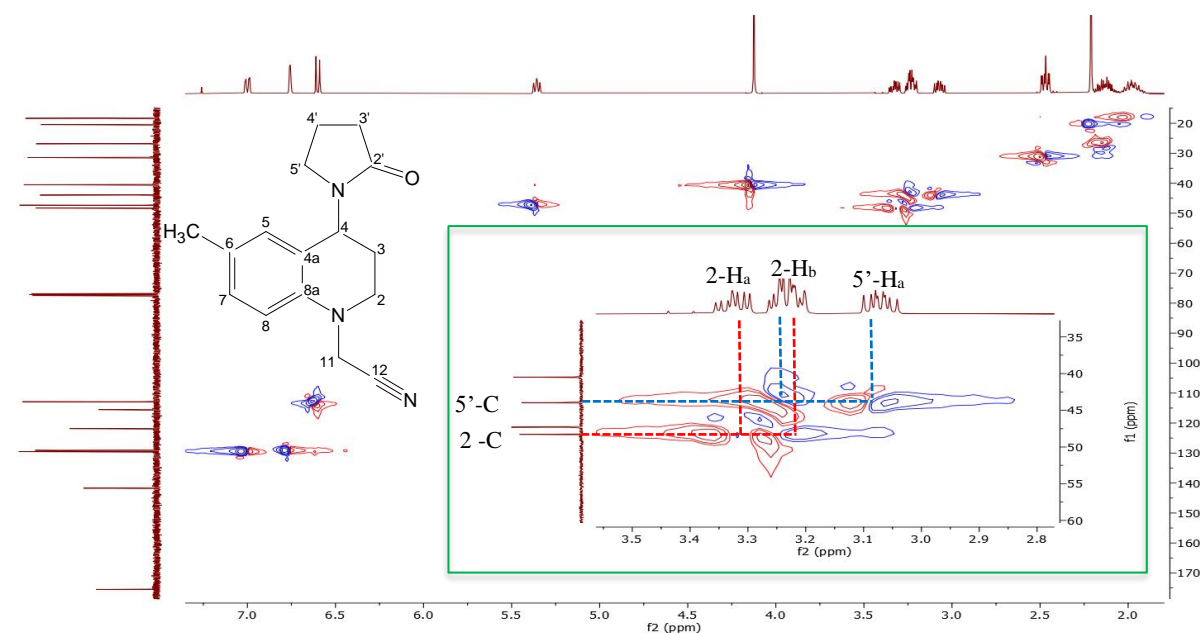 4'
3'
5'
2'
N
O
H₃C
6
5
4
4a
3
7
8a
2
8
N
11
12
N
2-Hₐ
2-H_b
5’-Hₐ
5’-C
2 -C
35
40
45
50
55
60
f1 (ppm)
3.5 3.4 3.3 3.2 3.1 3.0 2.9 2.8
f2 (ppm)
20
30
40
50
60
70
80
90
100
110
120
130
140
150
160
170
f1 (ppm)
7.0 6.5 6.0 5.5 5.0 4.5 4.0 3.5 3.0 2.5 2.0
f2 (ppm)